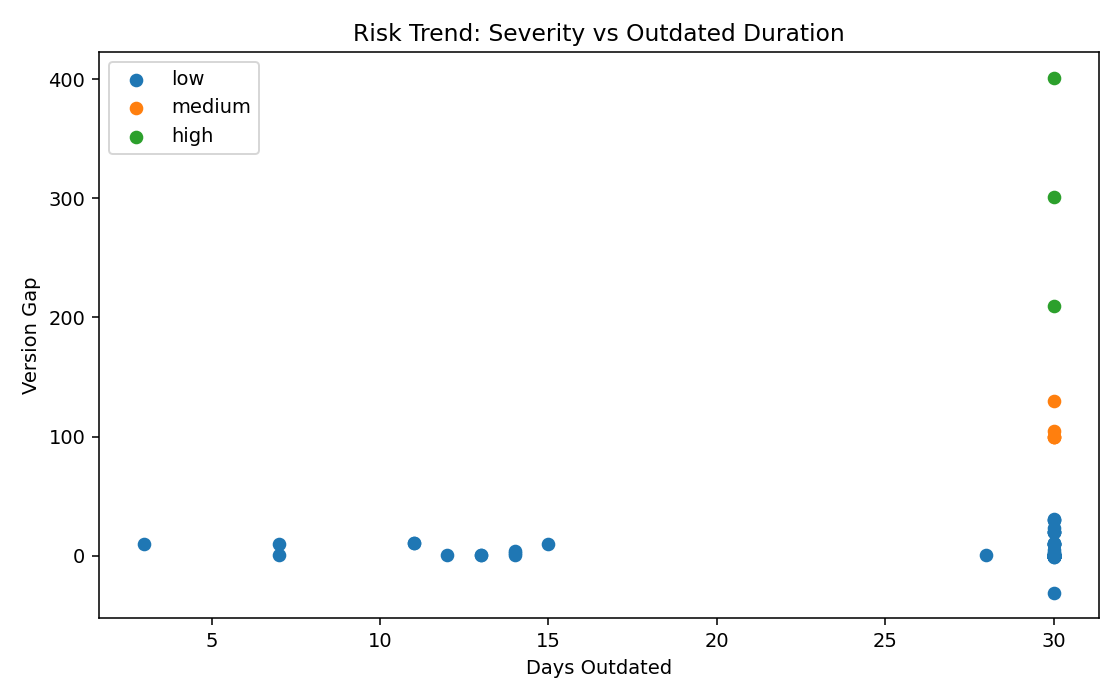 Risk Trend: Severity vs Outdated Duration
low
medium
high
400
300
200
100
0
Version Gap
5
10
15
20
25
30
Days Outdated